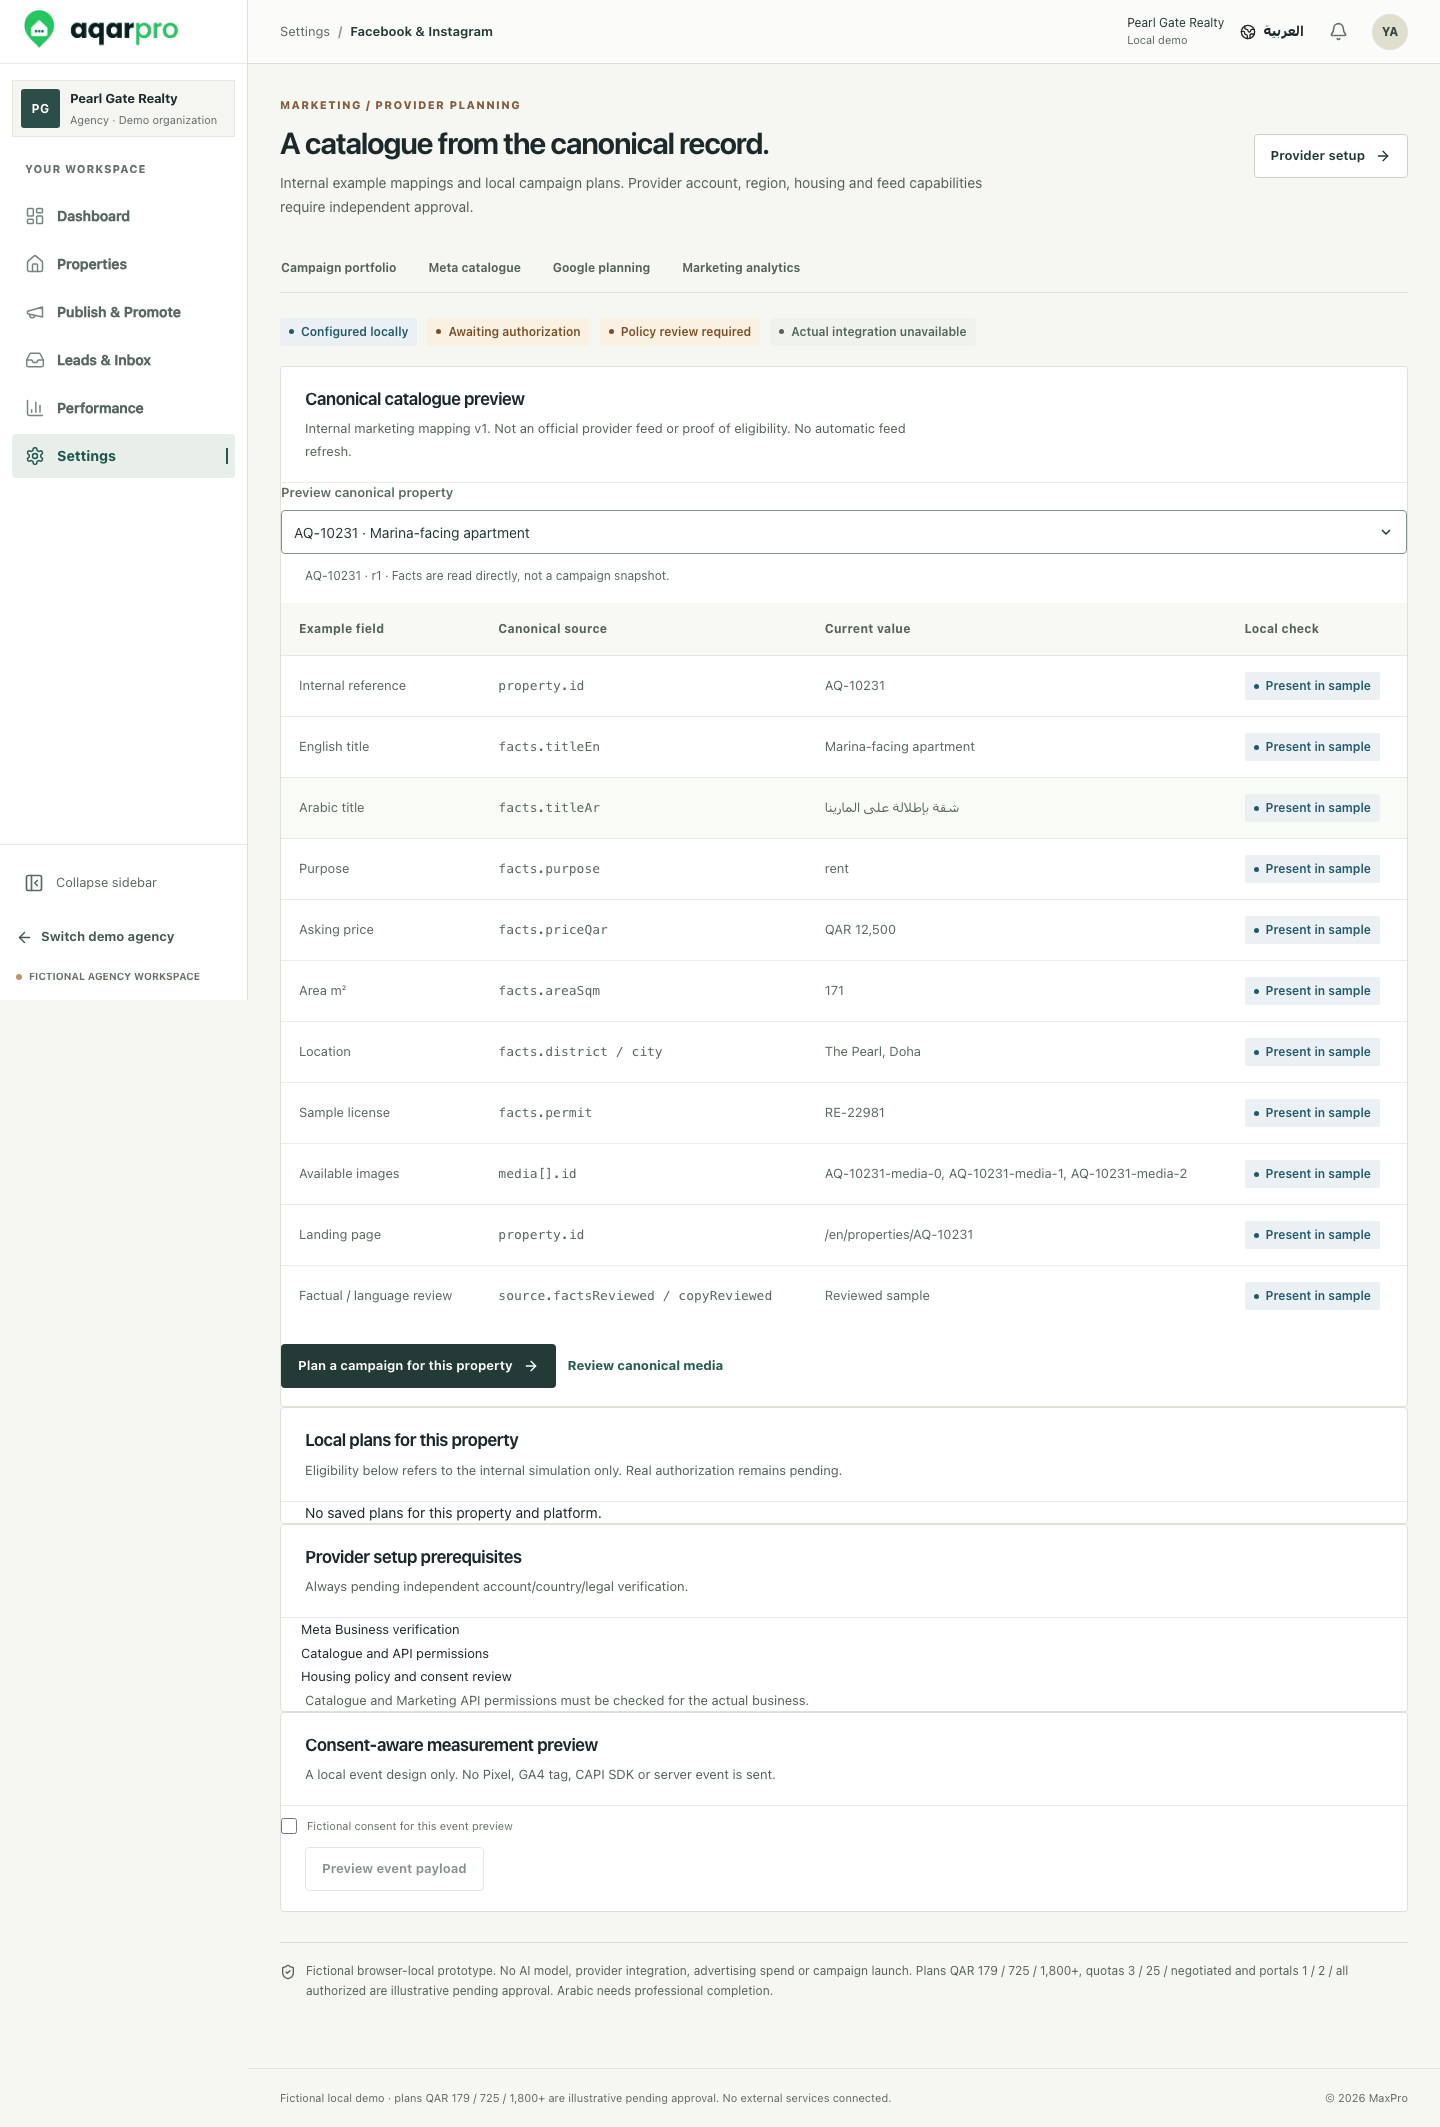 aqarpro
Settings / Facebook & Instagram
Pearl Gate Realty
Local demo
العربية
YA
PG
Pearl Gate Realty
Agency · Demo organization
YOUR WORKSPACE
Dashboard
Properties
Publish & Promote
Leads & Inbox
Performance
Settings
Collapse sidebar
Switch demo agency
FICTIONAL AGENCY WORKSPACE
MARKETING / PROVIDER PLANNING
A catalogue from the canonical record.
Internal example mappings and local campaign plans. Provider account, region, housing and feed capabilities
require independent approval.
Provider setup
Campaign portfolio Meta catalogue Google planning Marketing analytics
Configured locally Awaiting authorization Policy review required Actual integration unavailable
Canonical catalogue preview
Internal marketing mapping v1. Not an official provider feed or proof of eligibility. No automatic feed
refresh.
Preview canonical property
AQ-10231 · Marina-facing apartment
AQ-10231 · r1 · Facts are read directly, not a campaign snapshot.
Example field Canonical source Current value Local check
Internal reference property.id AQ-10231 Present in sample
English title facts.titleEn Marina-facing apartment Present in sample
Arabic title facts.titleAr شقة بإطلالة على المارينا Present in sample
Purpose facts.purpose rent Present in sample
Asking price facts.priceQar QAR 12,500 Present in sample
Area m² facts.areaSqm 171 Present in sample
Location facts.district / city The Pearl, Doha Present in sample
Sample license facts.permit RE-22981 Present in sample
Available images media[].id AQ-10231-media-0, AQ-10231-media-1, AQ-10231-media-2 Present in sample
Landing page property.id /en/properties/AQ-10231 Present in sample
Factual / language review source.factsReviewed / copyReviewed Reviewed sample Present in sample
Plan a campaign for this property Review canonical media
Local plans for this property
Eligibility below refers to the internal simulation only. Real authorization remains pending.
No saved plans for this property and platform.
Provider setup prerequisites
Always pending independent account/country/legal verification.
Meta Business verification
Catalogue and API permissions
Housing policy and consent review
Catalogue and Marketing API permissions must be checked for the actual business.
Consent-aware measurement preview
A local event design only. No Pixel, GA4 tag, CAPI SDK or server event is sent.
Fictional consent for this event preview
Preview event payload
Fictional browser-local prototype. No AI model, provider integration, advertising spend or campaign launch. Plans QAR 179 / 725 / 1,800+, quotas 3 / 25 / negotiated and portals 1 / 2 / all
authorized are illustrative pending approval. Arabic needs professional completion.
Fictional local demo · plans QAR 179 / 725 / 1,800+ are illustrative pending approval. No external services connected.
© 2026 MaxPro